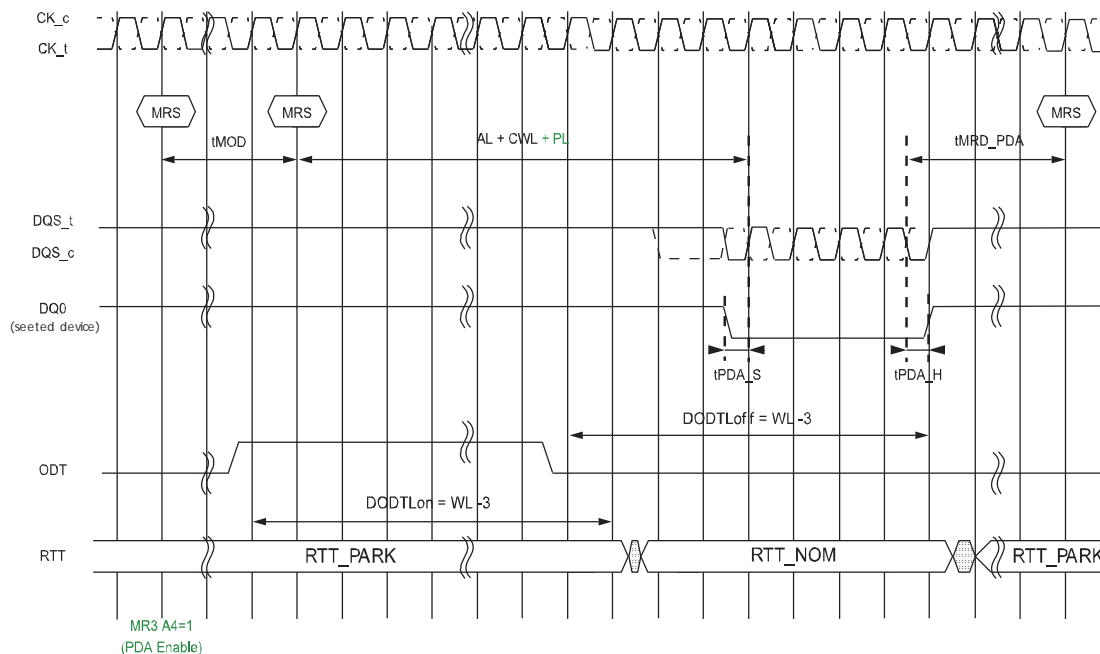 CK_c
CK_t
MRS
MRS
MRS
tMOD
AL + CWL + PL
tMRD_PDA
DQS_t
DQS_c
DQ0
(seeted device)
tPDA_S
tPDA_H
DODTLoff = WL -3
ODT
DODTLon = WL -3
RTT
RTT_PARK
RTT_NOM
RTT_PARK
MR3 A4=1
(PDA Enable)